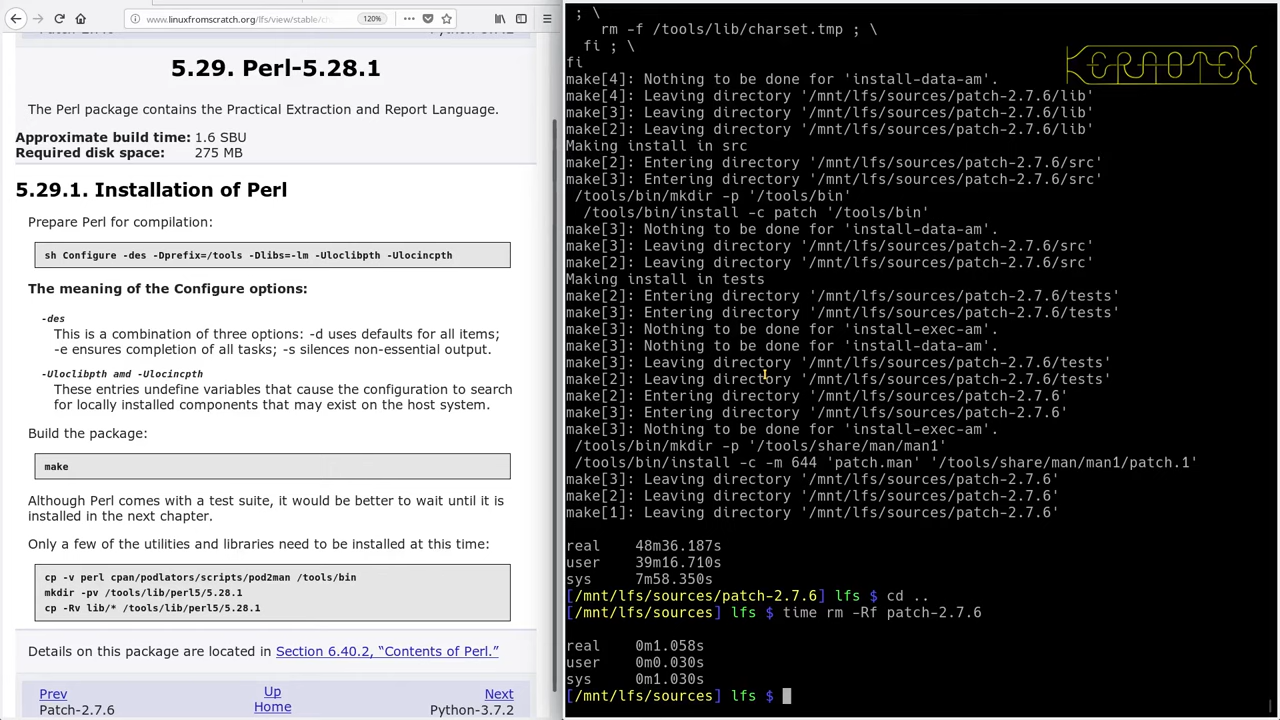 www.linuxfromscratch.org/lfs/view/stable/ch
120%
5.29. Perl-5.28.1
The Perl package contains the Practical Extraction and Report Language.
Approximate build time: 1.6 SBU
Required disk space: 275 MB
5.29.1. Installation of Perl
Prepare Perl for compilation:
sh Configure -des -Dprefix=/tools -Dlibs=-lm -Uloclibpth -Ulocincpth
The meaning of the Configure options:
-des
This is a combination of three options: -d uses defaults for all items;
-e ensures completion of all tasks; -s silences non-essential output.
-Uloclibpth amd -Ulocincpth
These entries undefine variables that cause the configuration to search
for locally installed components that may exist on the host system.
Build the package:
make
Although Perl comes with a test suite, it would be better to wait until it is
installed in the next chapter.
Only a few of the utilities and libraries need to be installed at this time:
cp -v perl cpan/podlators/scripts/pod2man /tools/bin
mkdir -pv /tools/lib/perl5/5.28.1
cp -Rv lib/* /tools/lib/perl5/5.28.1
Details on this package are located in Section 6.40.2, “Contents of Perl.”
Prev
Up
Next
Patch-2.7.6
Home
Python-3.7.2
; \
rm -f /tools/lib/charset.tmp ; \
fi ; \
fi
make[4]: Nothing to be done for 'install-data-am'.
make[4]: Leaving directory '/mnt/lfs/sources/patch-2.7.6/lib'
make[3]: Leaving directory '/mnt/lfs/sources/patch-2.7.6/lib'
make[2]: Leaving directory '/mnt/lfs/sources/patch-2.7.6/lib'
Making install in src
make[2]: Entering directory '/mnt/lfs/sources/patch-2.7.6/src'
make[3]: Entering directory '/mnt/lfs/sources/patch-2.7.6/src'
/tools/bin/mkdir -p '/tools/bin'
/tools/bin/install -c patch '/tools/bin'
make[3]: Nothing to be done for 'install-data-am'.
make[3]: Leaving directory '/mnt/lfs/sources/patch-2.7.6/src'
make[2]: Leaving directory '/mnt/lfs/sources/patch-2.7.6/src'
Making install in tests
make[2]: Entering directory '/mnt/lfs/sources/patch-2.7.6/tests'
make[3]: Entering directory '/mnt/lfs/sources/patch-2.7.6/tests'
make[3]: Nothing to be done for 'install-exec-am'.
make[3]: Nothing to be done for 'install-data-am'.
make[3]: Leaving directory '/mnt/lfs/sources/patch-2.7.6/tests'
make[2]: Leaving directory '/mnt/lfs/sources/patch-2.7.6/tests'
make[2]: Entering directory '/mnt/lfs/sources/patch-2.7.6'
make[3]: Entering directory '/mnt/lfs/sources/patch-2.7.6'
make[3]: Nothing to be done for 'install-exec-am'.
/tools/bin/mkdir -p '/tools/share/man/man1'
/tools/bin/install -c -m 644 'patch.man' '/tools/share/man/man1/patch.1'
make[3]: Leaving directory '/mnt/lfs/sources/patch-2.7.6'
make[2]: Leaving directory '/mnt/lfs/sources/patch-2.7.6'
make[1]: Leaving directory '/mnt/lfs/sources/patch-2.7.6'
real 48m36.187s
user 39m16.710s
sys 7m58.350s
[/mnt/lfs/sources/patch-2.7.6] lfs $ cd ..
[/mnt/lfs/sources] lfs $ time rm -Rf patch-2.7.6
real 0m1.058s
user 0m0.030s
sys 0m1.030s
[/mnt/lfs/sources] lfs $